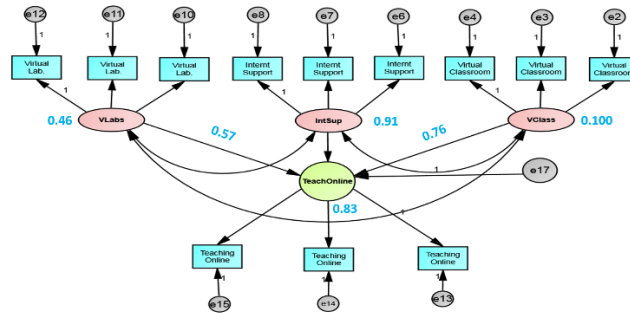 e12 e11 e10 e8 e7 e6 e4 e3 e2
1 1 1 1 1 1 1 1 1
Virtual Virtual Virtual Internt Internt Internt Virtual Virtual Virtual
Lab. Lab. Lab. Support Support Support Classroom Classroom Classroom
1 1 1
VLabs IntSup VClass
0.46 0.91 0.100
0.57 0.76
1
TeachOnline e17
0.83 1
Teaching Teaching Teaching
Online Online Online
1 1 1
e15 e14 e13